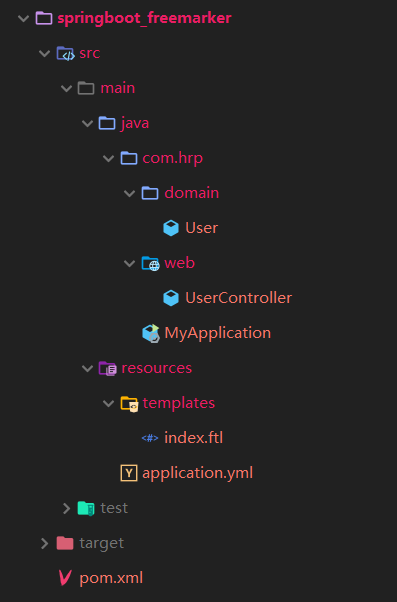 springboot_freemarker
src
main
java
com.hrp
domain
User
web
UserController
MyApplication
resources
templates
<#> index.ftl
Y application.yml
test
target
pom.xml